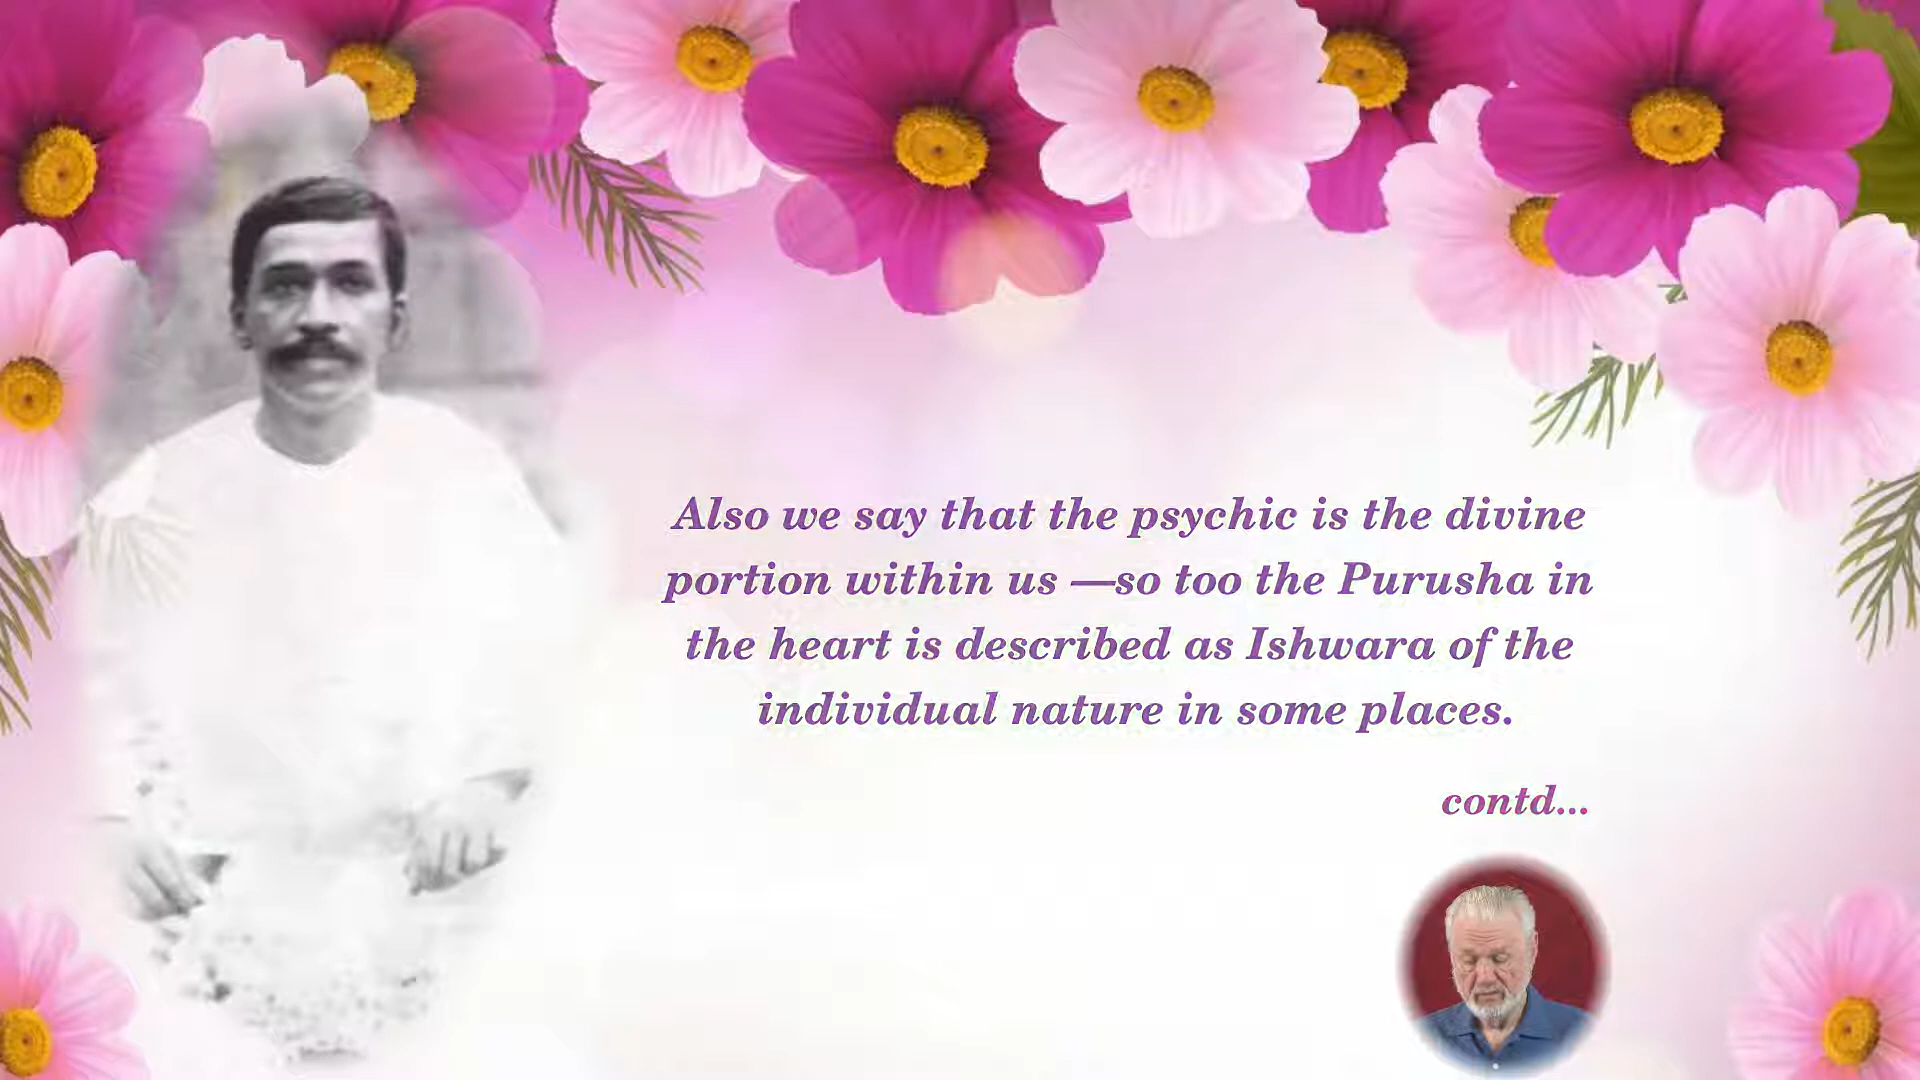 Also we say that the psychic is the divine
portion within us —so too the Purusha in
the heart is described as Ishwara of the
individual nature in some places.
contd...